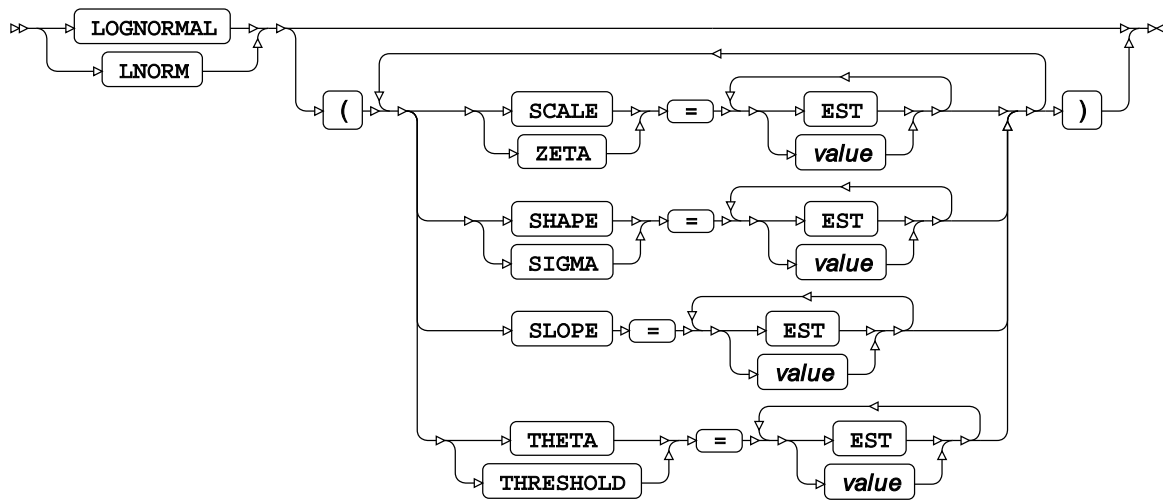 LOGNORMAL
LNORM
(
SCALE = EST )
ZETA value
SHAPE = EST
SIGMA value
SLOPE = EST
value
THETA = EST
THRESHOLD value